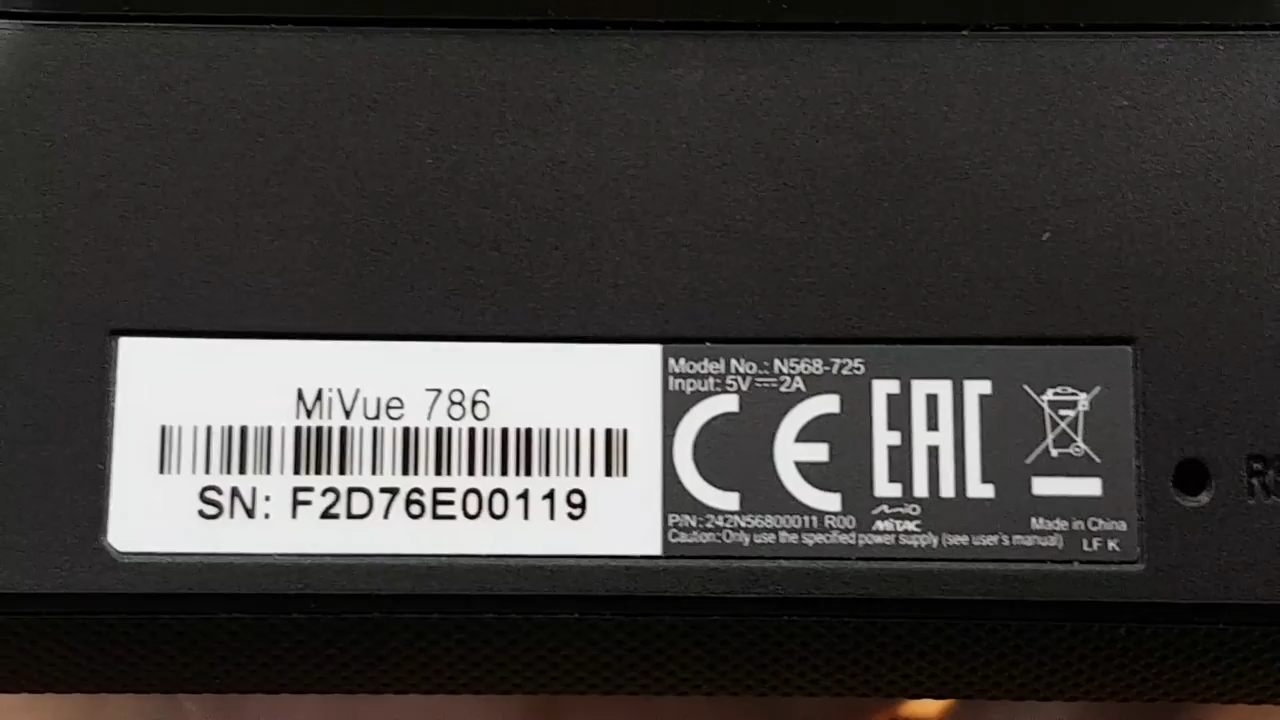 MiVue 786
SN: F2D76E00119
Model No.: N568-725
Input: 5V⎓2A
CE
EAC
P/N: 242N56800011 R00
Mio
MiTAC
Made in China
Caution: Only use the specified power supply (see user's manual)
LF K